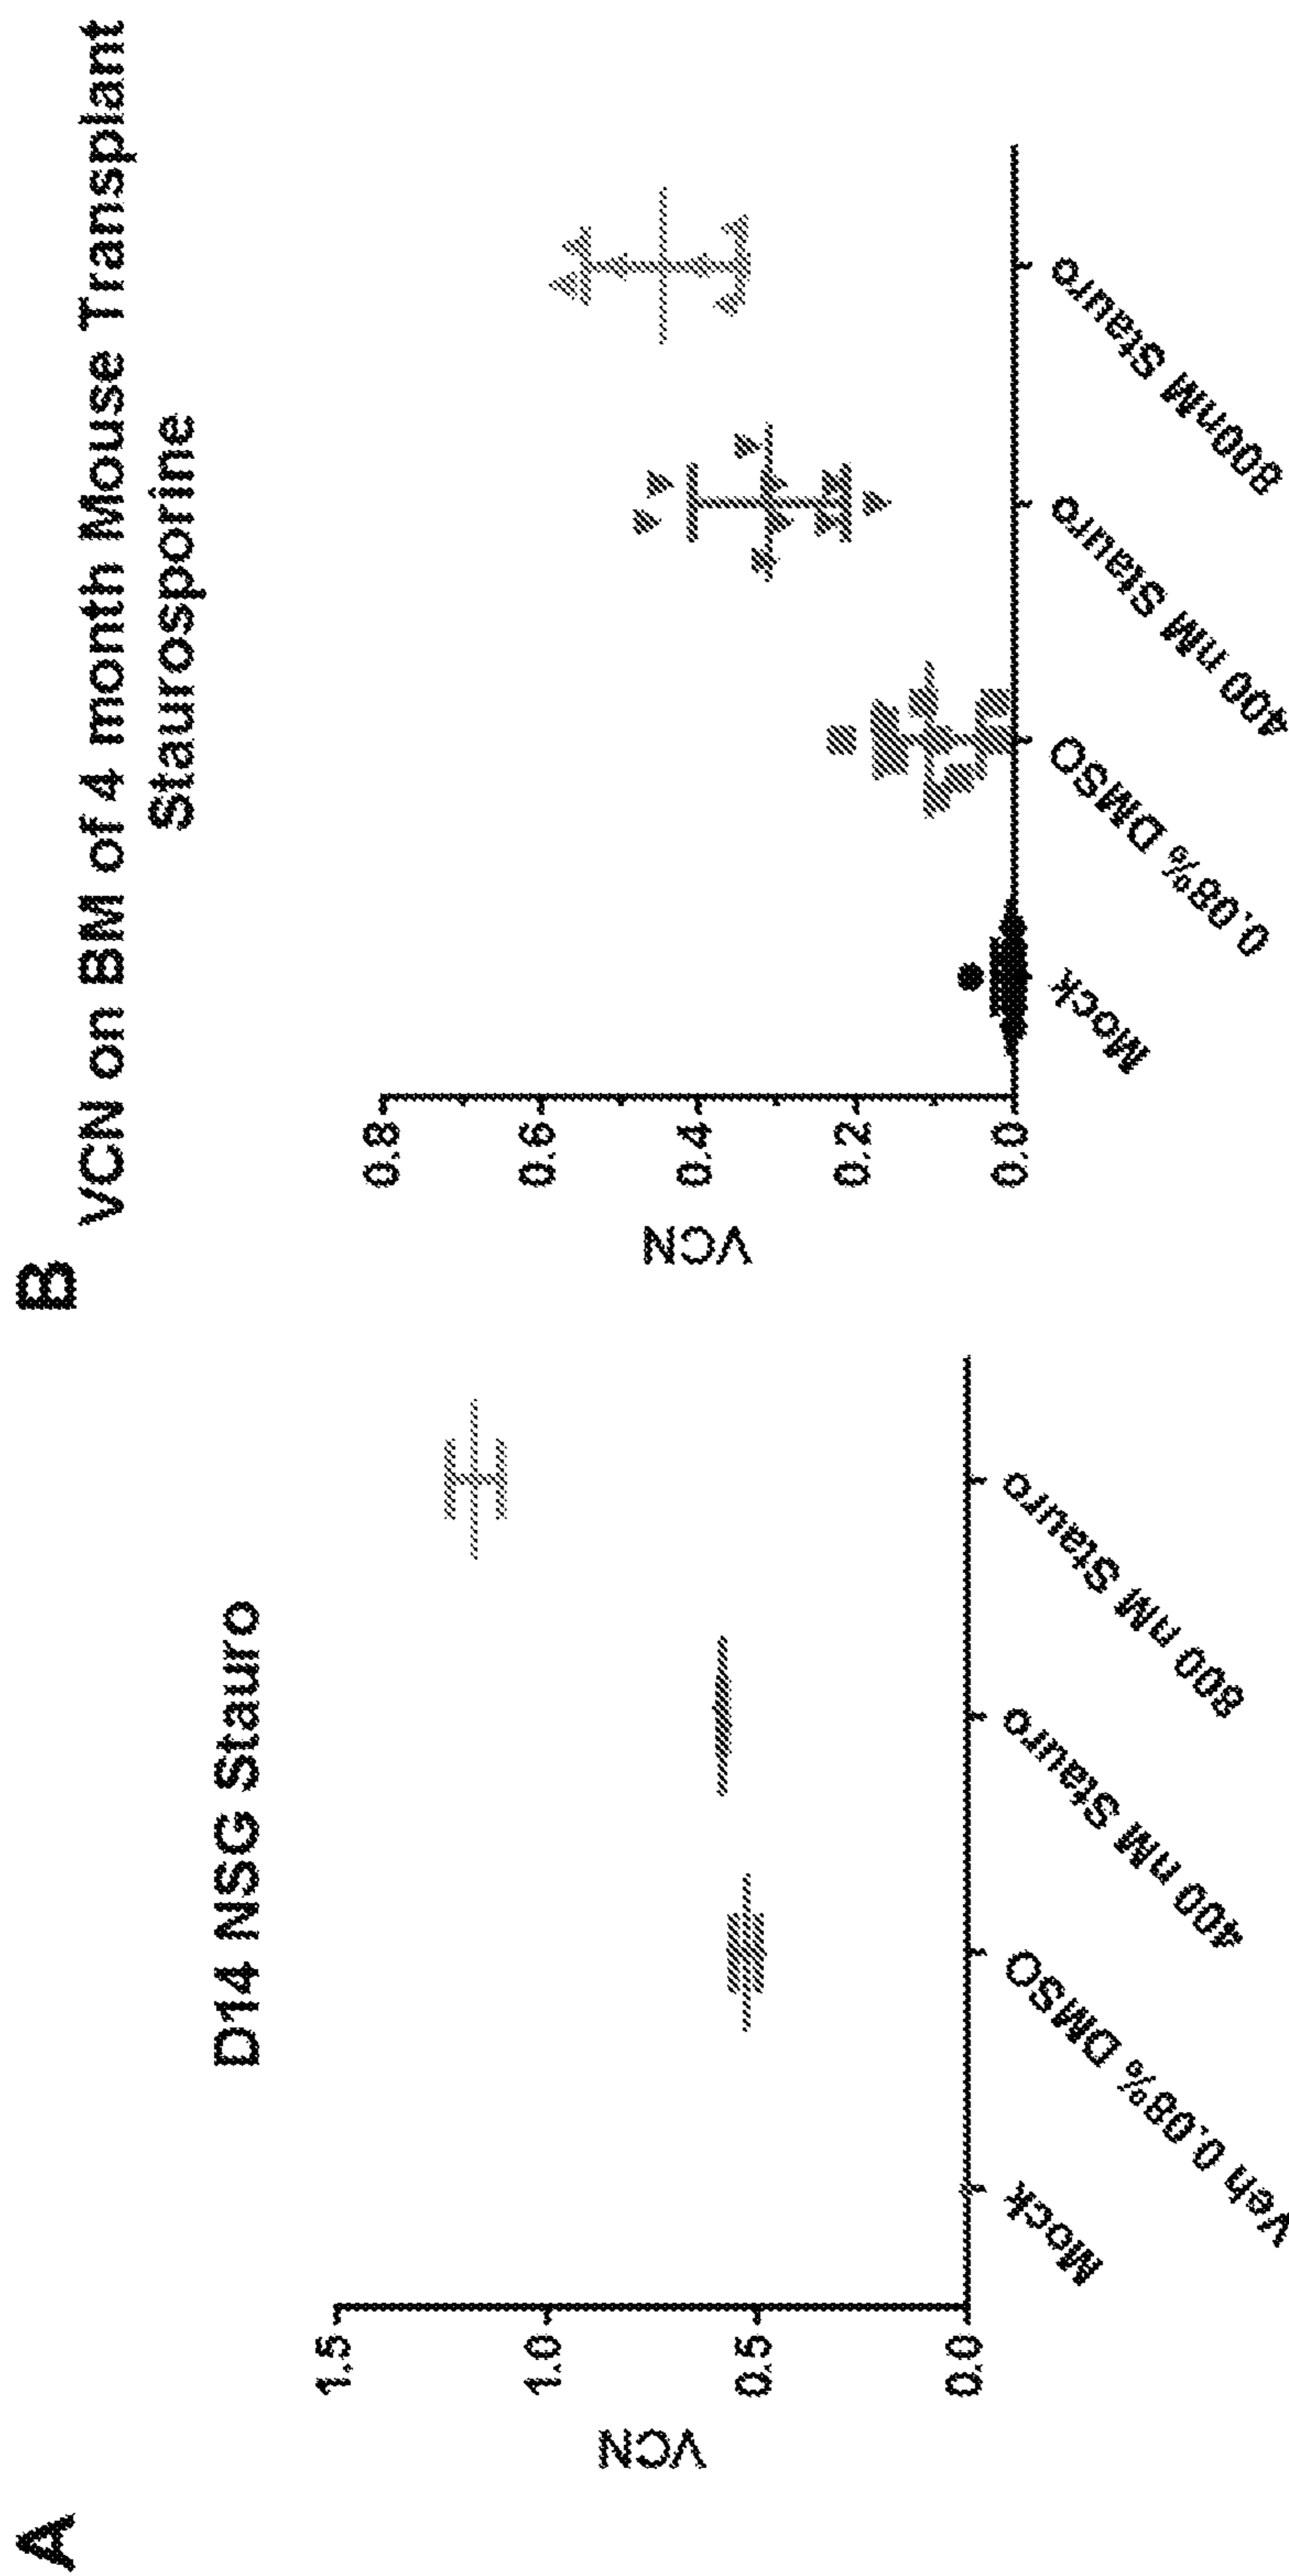 A
D14 NSG Stauro
VCN
1.5
1.0
0.5
0.0
Mock
Veh 0.08% DMSO
400 nM Stauro
800 nM Stauro
B
VCN on BM of 4 month Mouse Transplant
Staurosporine
VCN
0.8
0.6
0.4
0.2
0.0
Mock
0.08% DMSO
400 nM Stauro
800nM Stauro